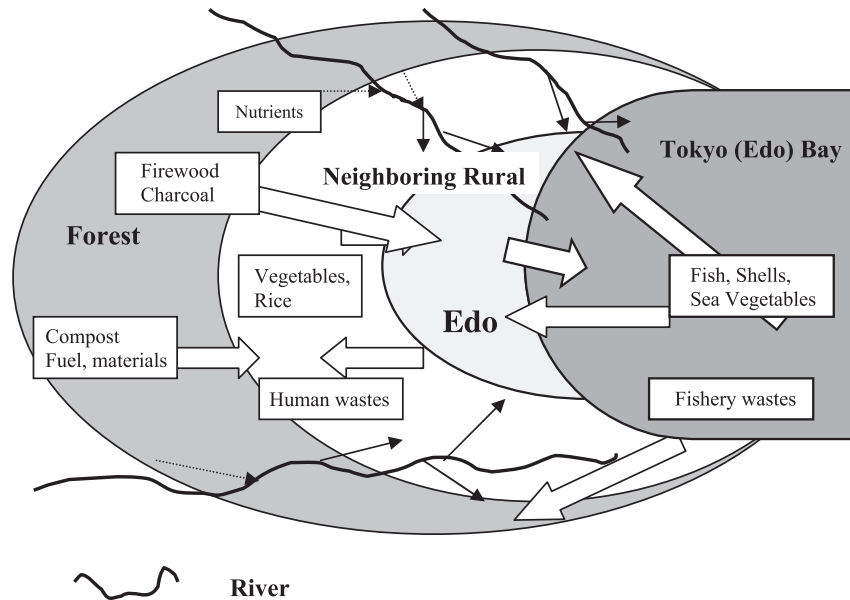 Nutrients
Tokyo (Edo) Bay
Firewood
Charcoal
Neighboring Rural
Forest
Vegetables,
Rice
Fish, Shells,
Sea Vegetables
Edo
Compost
Fuel, materials
Human wastes
Fishery wastes
River